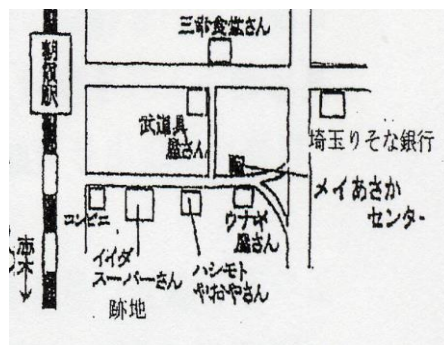 三幸食堂さん
朝霞駅
武道具
屋さん
埼玉りそな銀行
メイあさか
センター
コンビニ
イイダ
スーパーさん
跡地
ハシモト
やおやさん
ウナギ
屋さん
志木